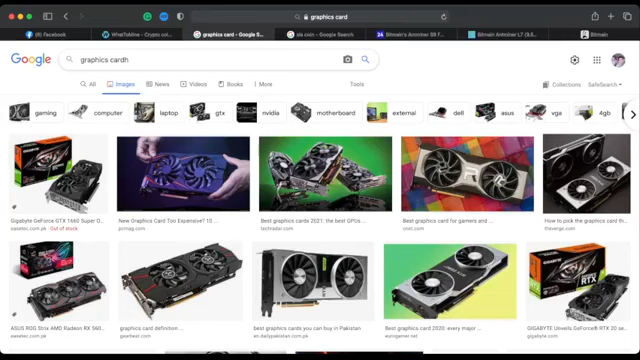 graphics card
(f) Facebook
WhatToMine - Crypto coi...
graphics card - Google S...
sia coin - Google Search
Bitmain's Antminer S9 F...
Bitmain Antminer L7 (9.5...
Bitmain
Google
graphics cardh
All
Images
News
Videos
Books
More
Tools
Collections
SafeSearch
gaming
computer
laptop
gtx
nvidia
motherboard
external
dell
asus
vga
4gb
Gigabyte GeForce GTX 1660 Super O...
easetec.com.pk · Out of stock
New Graphics Card Too Expensive? 10 ...
pcmag.com
Best graphics cards 2021: the best GPUs ...
techradar.com
Best graphics card for gamers and ...
cnet.com
How to pick the graphics card th...
theverge.com
ASUS ROG Strix AMD Radeon RX 560...
easetec.com.pk
graphics card definition ...
gearbest.com
best graphics cards you can buy in Pakistan
en.dailypakistan.com.pk
Best graphics card 2020: every major ...
eurogamer.net
GEFORCE
RTX
GIGABYTE Unveils GeForce RTX 20 ser...
gigabyte.com